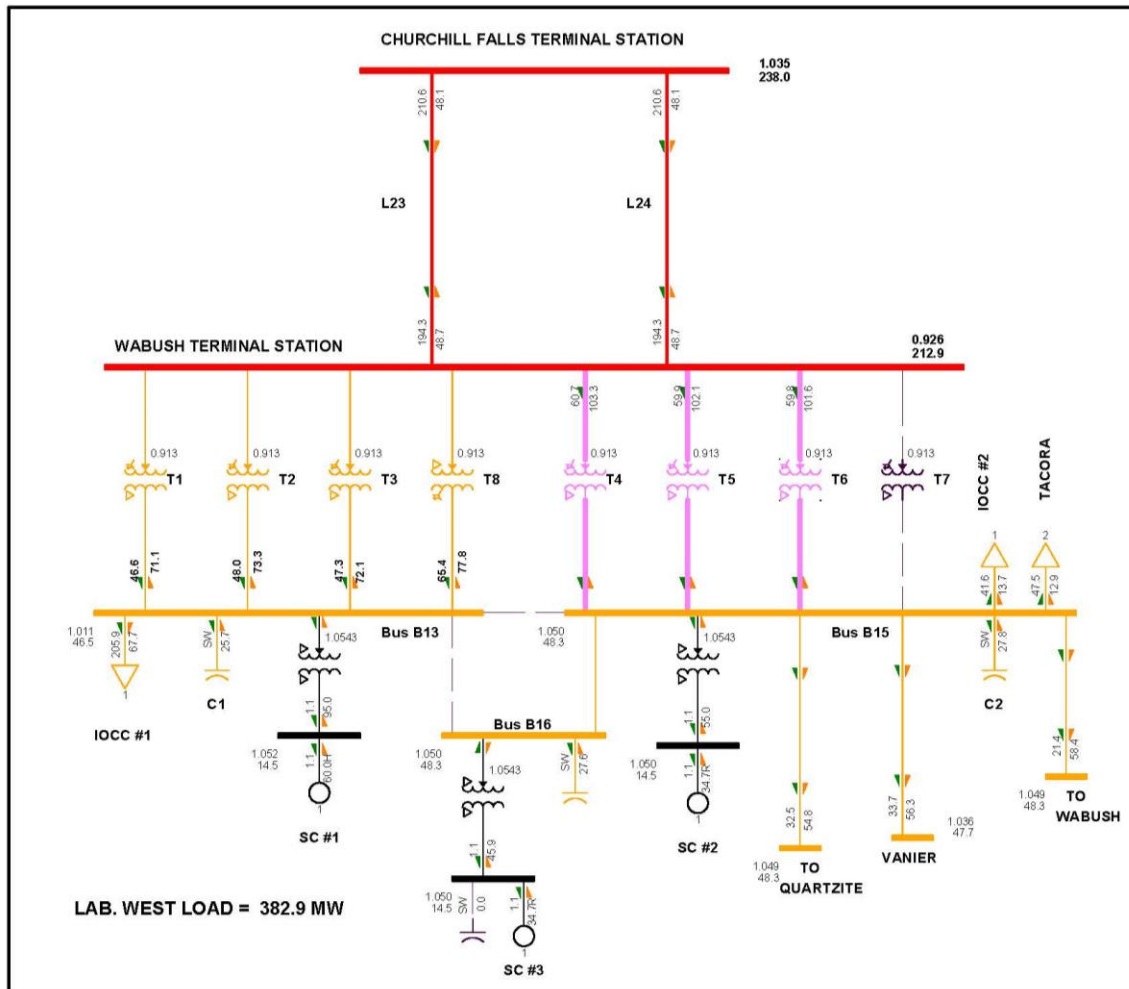 CHURCHILL FALLS TERMINAL STATION
1.035
238.0
210.6
48.1
210.6
48.1
L23
L24
194.3
48.7
194.3
48.7
WABUSH TERMINAL STATION
0.926
212.9
60.7
103.3
59.9
102.1
59.8
101.6
0.913
0.913
0.913
0.913
0.913
0.913
0.913
0.913
T1
T2
T3
T8
T4
T5
T6
T7
IOCC #2
TACORA
1
2
46.6
71.1
48.0
73.3
47.3
72.1
65.4
77.8
41.6
13.7
47.5
12.9
Bus B13
Bus B15
1.011
46.5
205.9
67.7
SW
25.7
1.0543
1.050
48.3
1.0543
SW
27.8
1
IOCC #1
C1
C2
1.1
95.0
Bus B16
1.1
55.0
21.4
58.4
1.052
14.5
1.1
60.0H
1
SC #1
1.050
48.3
1.0543
SW
27.6
1.050
14.5
1.1
34.7R
1
SC #2
32.5
54.8
33.7
56.3
1.049
48.3
TO
WABUSH
1.036
47.7
VANIER
1.049
48.3
TO
QUARTZITE
1.1
45.9
1.050
14.5
SW
0.0
1.1
34.7R
1
SC #3
LAB. WEST LOAD = 382.9 MW